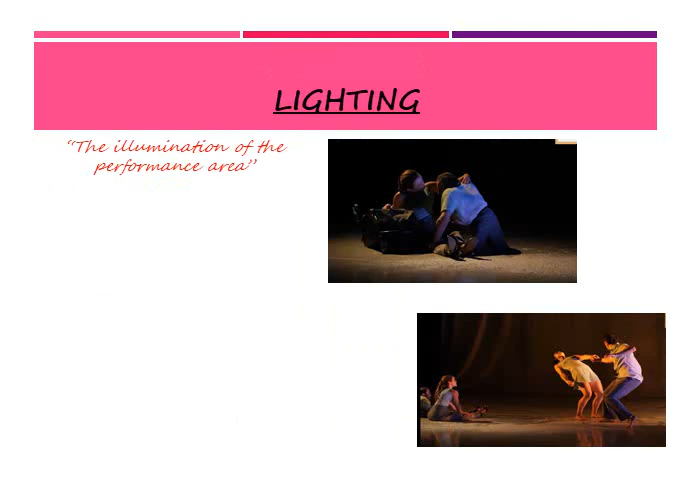 LIGHTING
“The illumination of the
performance area”